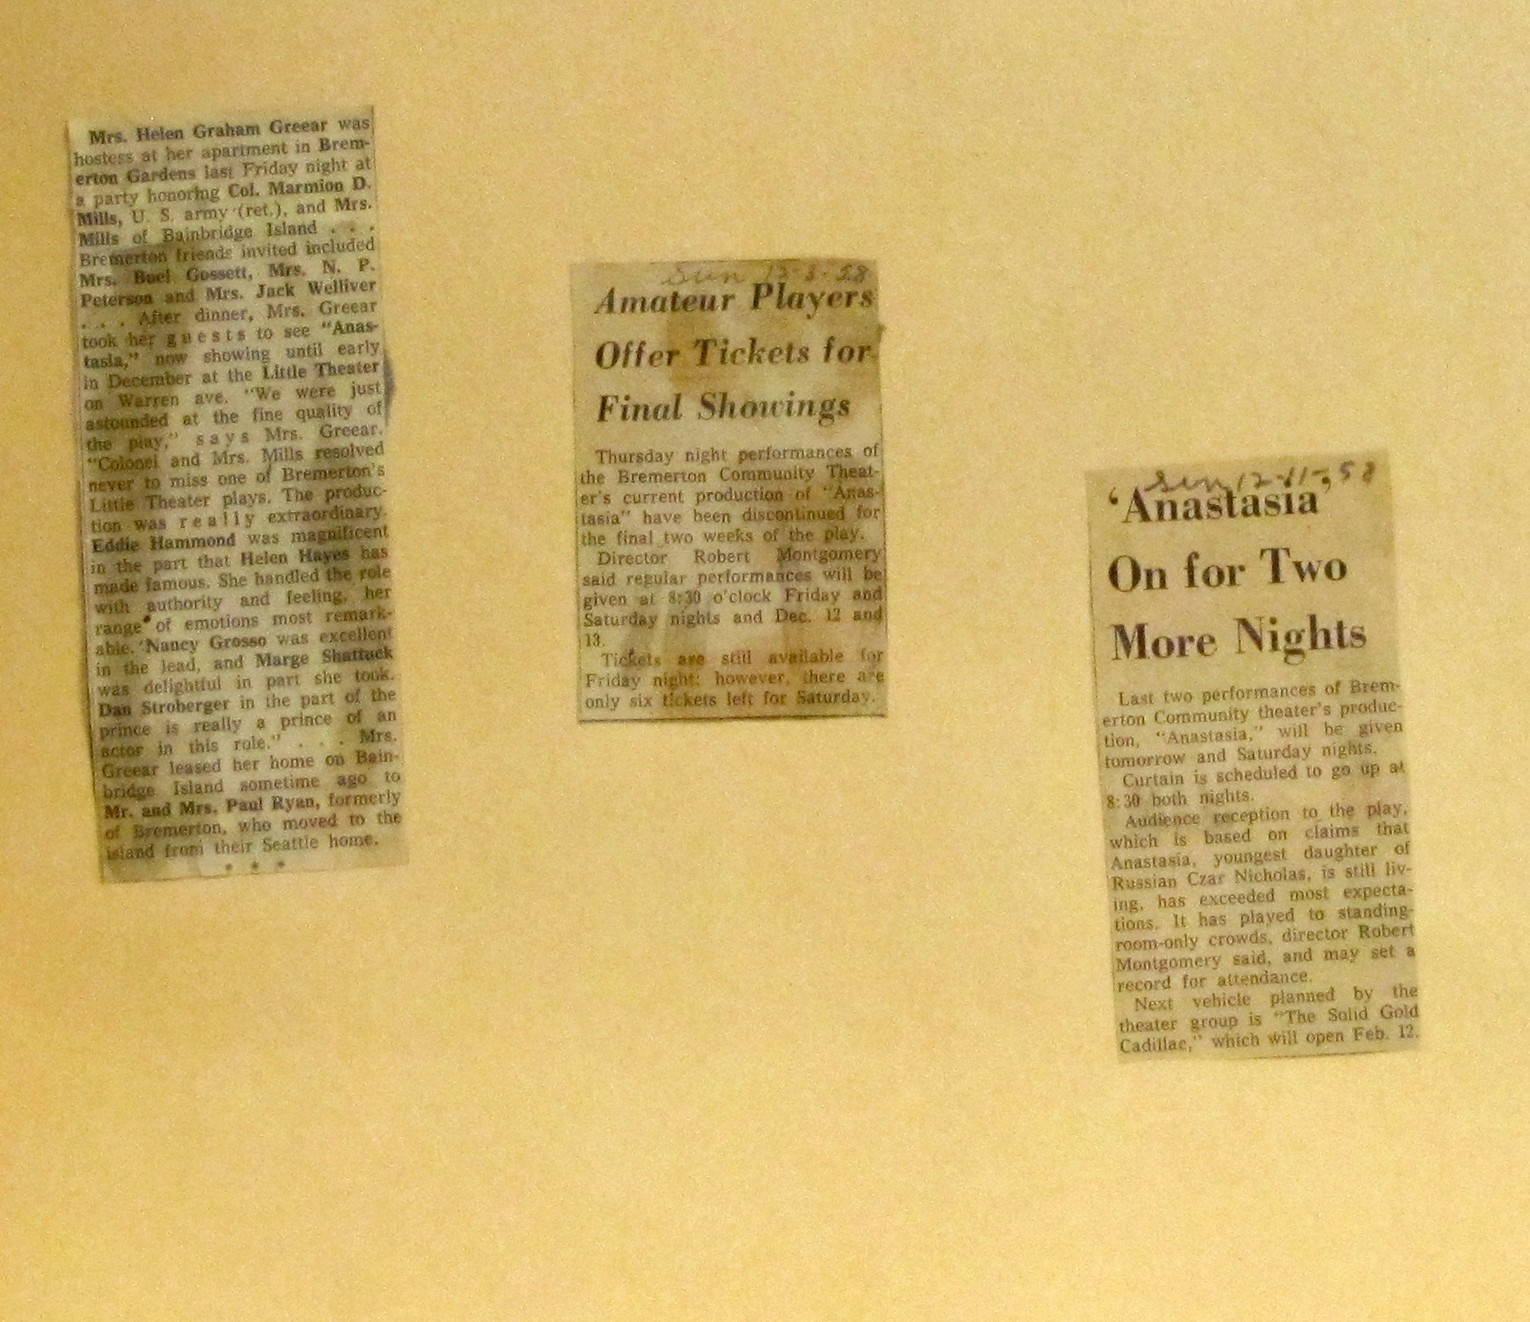 Mrs. Helen Graham Greear was
hostess at her apartment in Brem-
erton Gardens last Friday night at
a party honoring Col. Marmion D.
Mills, U. S. army (ret.), and Mrs.
Mills of Bainbridge Island . . .
Bremerton friends invited included
Mrs. Buel Gossett, Mrs. N. P.
Peterson and Mrs. Jack Welliver
. . . After dinner, Mrs. Greear
took her guests to see "Anas-
tasia," now showing until early
in December at the Little Theater
on Warren ave. "We were just
astounded at the fine quality of
the play," says Mrs. Greear.
"Colonel and Mrs. Mills resolved
never to miss one of Bremerton's
Little Theater plays. The produc-
tion was really extraordinary.
Eddie Hammond was magnificent
in the part that Helen Hayes has
made famous. She handled the role
with authority and feeling, her
range of emotions most remark-
able. Nancy Grosso was excellent
in the lead, and Marge Shattuck
was delightful in part she took.
Dan Stroberger in the part of the
prince is really a prince of an
actor in this role." . . . Mrs.
Greear leased her home on Bain-
bridge Island sometime ago to
Mr. and Mrs. Paul Ryan, formerly
of Bremerton, who moved to the
island from their Seattle home.
* * *
Sun 58
Amateur Players
Offer Tickets for
Final Showings
Thursday night performances of
the Bremerton Community Theat-
er's current production of "Anas-
tasia" have been discontinued for
the final two weeks of the play.
Director Robert Montgomery
said regular performances will be
given at 8:30 o'clock Friday and
Saturday nights and Dec. 12 and
13.
Tickets are still available for
Friday night; however, there are
only six tickets left for Saturday.
Sun 12-11-58
'Anastasia'
On for Two
More Nights
Last two performances of Brem-
erton Community theater's produc-
tion, "Anastasia," will be given
tomorrow and Saturday nights.
Curtain is scheduled to go up at
8:30 both nights.
Audience reception to the play,
which is based on claims that
Anastasia, youngest daughter of
Russian Czar Nicholas, is still liv-
ing, has exceeded most expecta-
tions. It has played to standing-
room-only crowds, director Robert
Montgomery said, and may set a
record for attendance.
Next vehicle planned by the
theater group is "The Solid Gold
Cadillac," which will open Feb. 12.